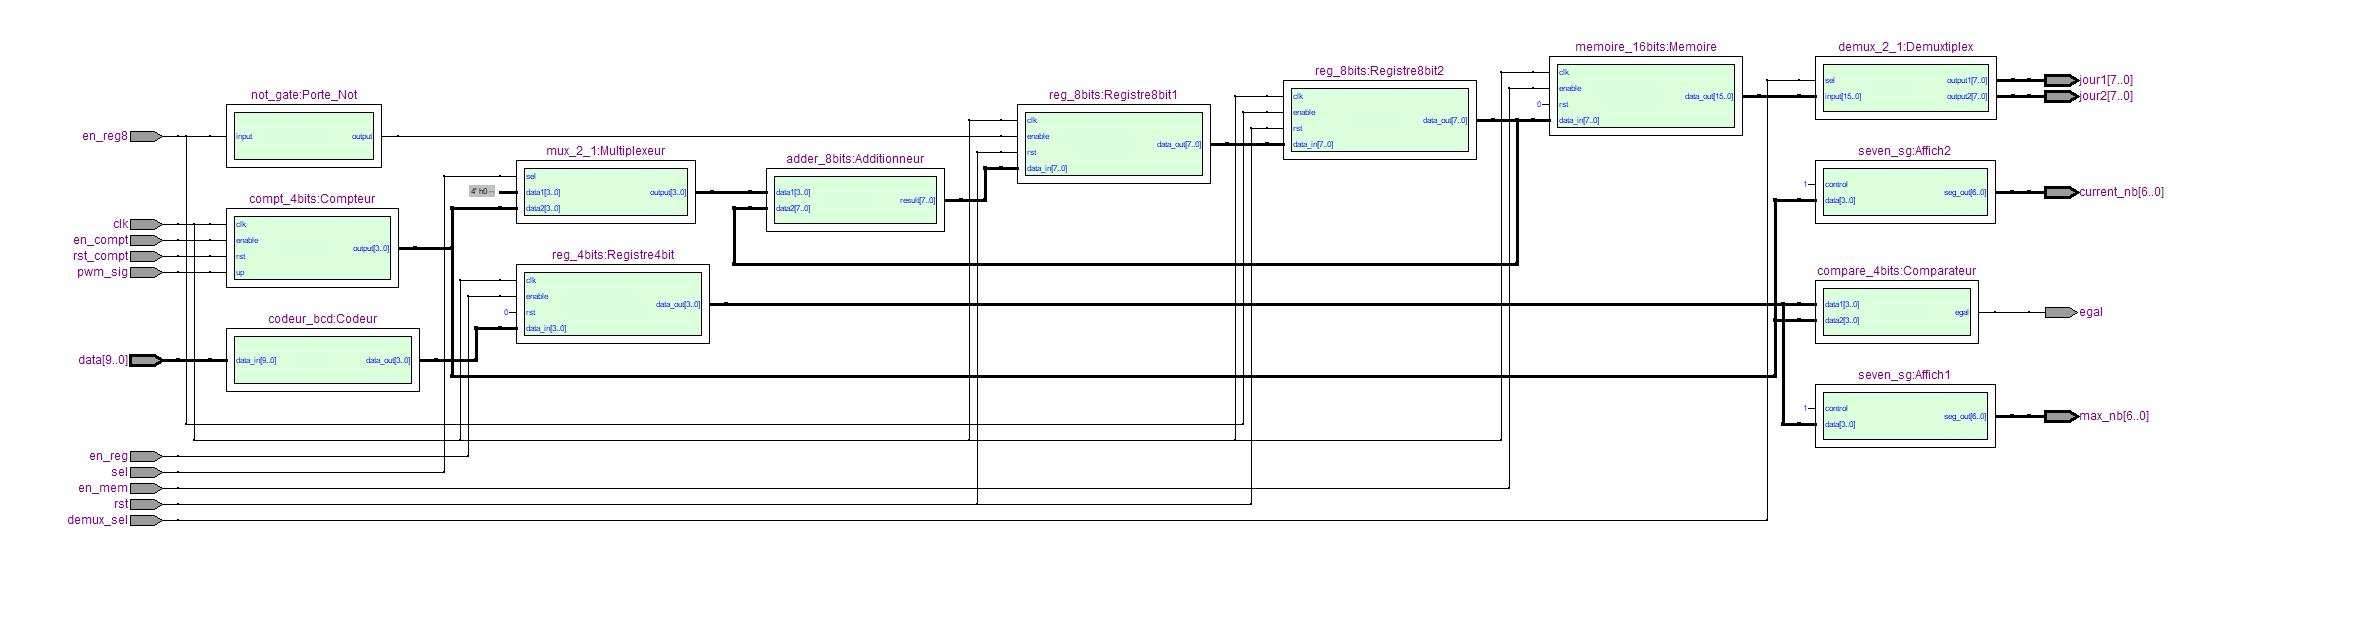 en_reg8
clk
en_compt
rst_compt
pwm_sig
data[9..0]
en_reg
sel
en_mem
rst
demux_sel
not_gate:Porte_Not
input
output
compt_4bits:Compteur
clk
enable
rst
up
output[3..0]
codeur_bcd:Codeur
data_in[9..0]
data_out[3..0]
mux_2_1:Multiplexeur
4' h0
sel
data1[3..0]
data2[3..0]
output[3..0]
reg_4bits:Registre4bit
clk
enable
0
rst
data_in[3..0]
data_out[3..0]
adder_8bits:Additionneur
data1[3..0]
data2[7..0]
result[7..0]
reg_8bits:Registre8bit1
clk
enable
rst
data_in[7..0]
data_out[7..0]
reg_8bits:Registre8bit2
clk
enable
rst
data_in[7..0]
data_out[7..0]
memoire_16bits:Memoire
clk
enable
0
rst
data_in[7..0]
data_out[15..0]
demux_2_1:Demuxtiplex
sel
input[15..0]
output1[7..0]
output2[7..0]
jour1[7..0]
jour2[7..0]
seven_sg:Affich2
1
control
data[3..0]
seg_out[6..0]
current_nb[6..0]
compare_4bits:Comparateur
data1[3..0]
data2[3..0]
egal
egal
seven_sg:Affich1
1
control
data[3..0]
seg_out[6..0]
max_nb[6..0]